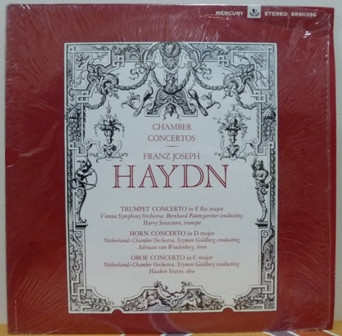 MERCURY STEREO SR90396
CHAMBER
CONCERTOS
FRANZ JOSEPH
HAYDN
TRUMPET CONCERTO in E flat major
Vienna Symphony Orchestra, Bernhard Paumgartner conducting
Harry Sevenstern, trumpet
HORN CONCERTO in D major
Netherlands Chamber Orchestra, Szymon Goldberg conducting
Adriaan van Woudenberg, horn
OBOE CONCERTO in C major
Netherlands Chamber Orchestra, Szymon Goldberg conducting
Haakon Stotijn, oboe